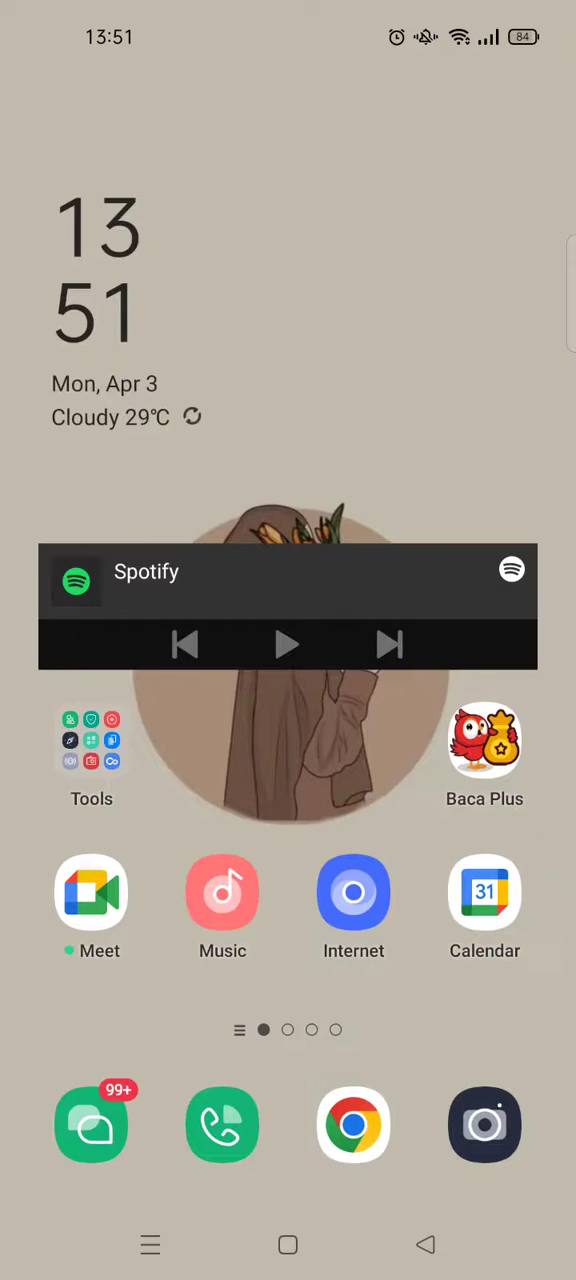 13:51
84
13
51
Mon, Apr 3
Cloudy 29℃
Spotify
Tools
Baca Plus
31
Meet
Music
Internet
Calendar
99+